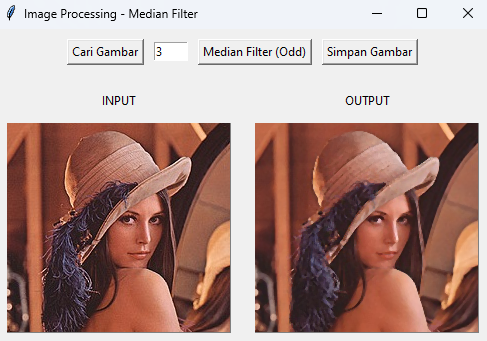 Image Processing - Median Filter
Cari Gambar 3 Median Filter (Odd) Simpan Gambar
INPUT OUTPUT